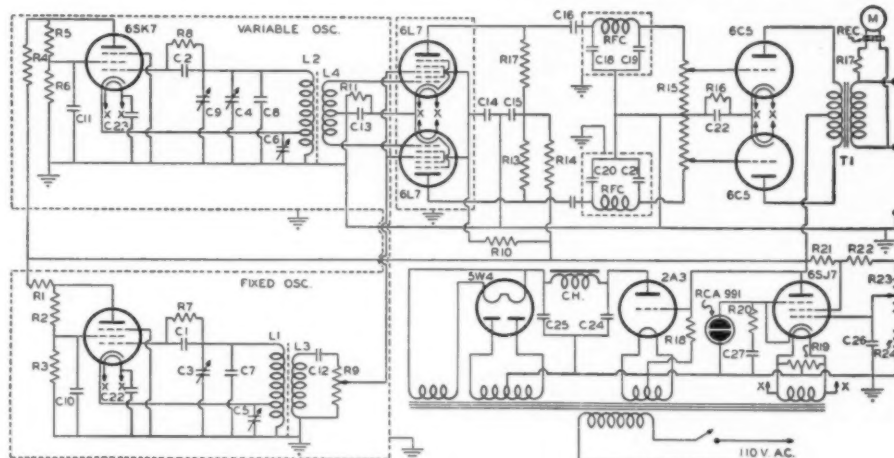 VARIABLE OSC.
6SK7
R4
R5
R6
R8
C2
C11
C23
X X
C9
C4
C8
C6
L2
L4
R11
C13
6L7
X X
6L7
C14
C15
R17
R13
R14
R10
C16
RFC
C18
C19
C20
C21
RFC
R15
R16
C22
6C5
X X
6C5
M
REC.
R17
T1
FIXED OSC.
R1
R2
R3
R7
C1
C10
X X
C22
C3
C7
C5
L1
L3
C12
R9
5W4
C25
C.H.
C24
2A3
R18
RCA 991
R20
C27
6SJ7
R19
X X
R21
R22
R23
C26
110 V. A.C.